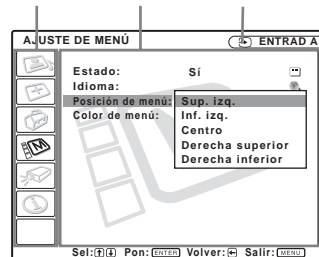 AJUSTE DE MENÚ ENTRAD A
Estado: Sí
Idioma:
Posición de menú: Sup. izq.
Color de menú: Inf. izq.
Centro
Derecha superior
Derecha inferior
Sel: Pon: ENTER Volver: Salir: MENU